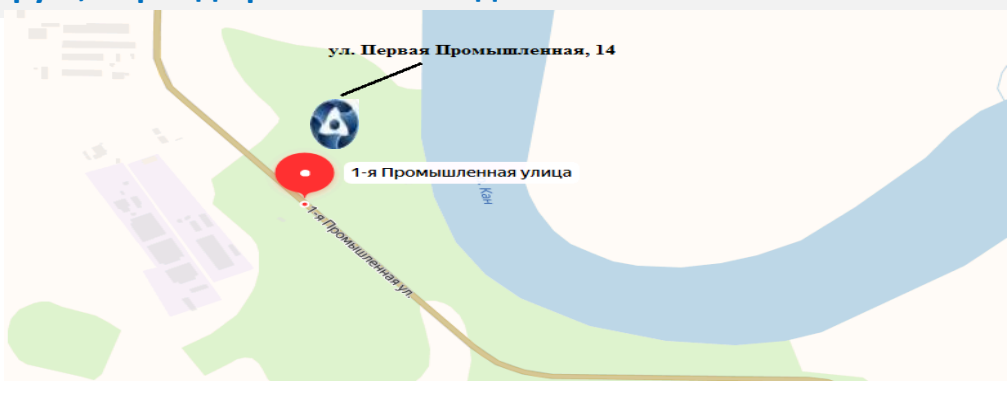 ул. Первая Промышленная, 14
1-я Промышленная улица
Кан
1-я Промышленная ул.